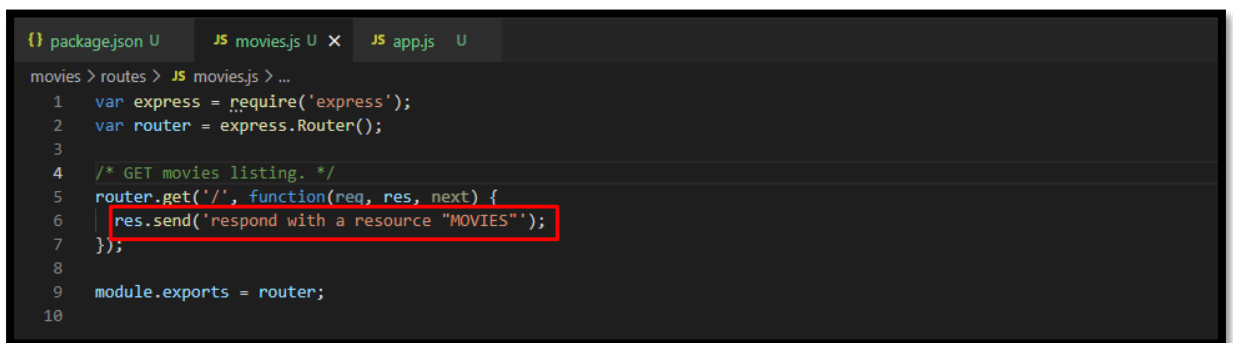 {} package.json U JS movies.js U × JS app.js U
movies > routes > JS movies.js > ...
1 var express = require('express');
2 var router = express.Router();
3
4 /* GET movies listing. */
5 router.get('/', function(req, res, next) {
6 res.send('respond with a resource "MOVIES"');
7 });
8
9 module.exports = router;
10